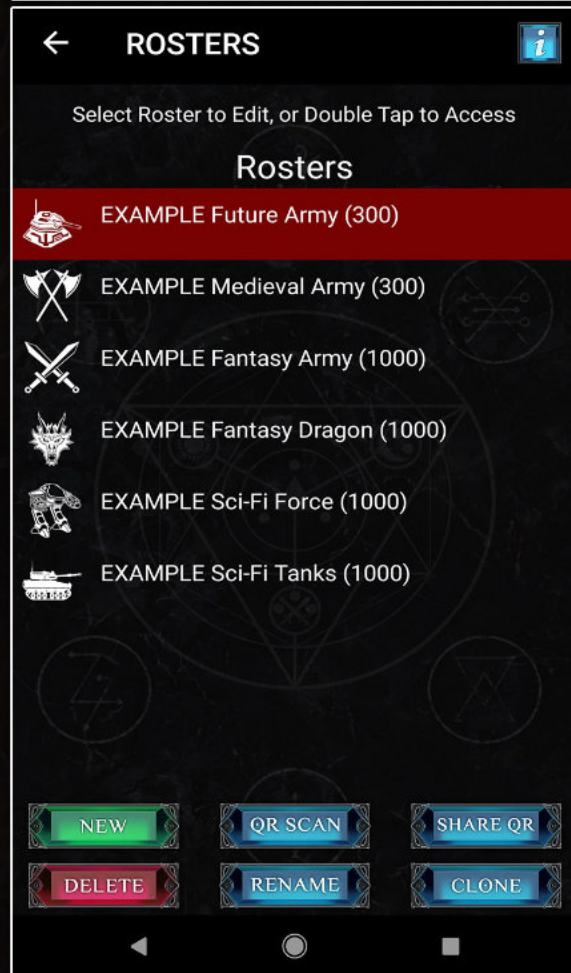 ROSTERS
i
Select Roster to Edit, or Double Tap to Access
Rosters
EXAMPLE Future Army (300)
EXAMPLE Medieval Army (300)
EXAMPLE Fantasy Army (1000)
EXAMPLE Fantasy Dragon (1000)
EXAMPLE Sci-Fi Force (1000)
EXAMPLE Sci-Fi Tanks (1000)
NEW QR SCAN SHARE QR
DELETE RENAME CLONE